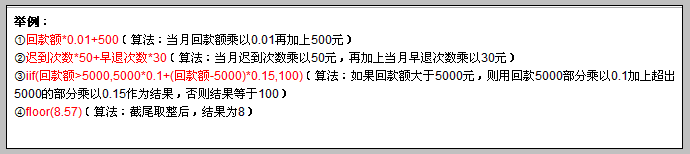 举例：
①回款额*0.01+500（算法：当月回款额乘以0.01再加上500元）
②迟到次数*50+早退次数*30（算法：当月迟到次数乘以50元，再加上当月早退次数乘以30元）
③iif(回款额>5000,5000*0.1+(回款额-5000)*0.15,100)（算法：如果回款额大于5000元，则用回款5000部分乘以0.1加上超出
5000的部分乘以0.15作为结果，否则结果等于100）
④floor(8.57)（算法：截尾取整后，结果为8）